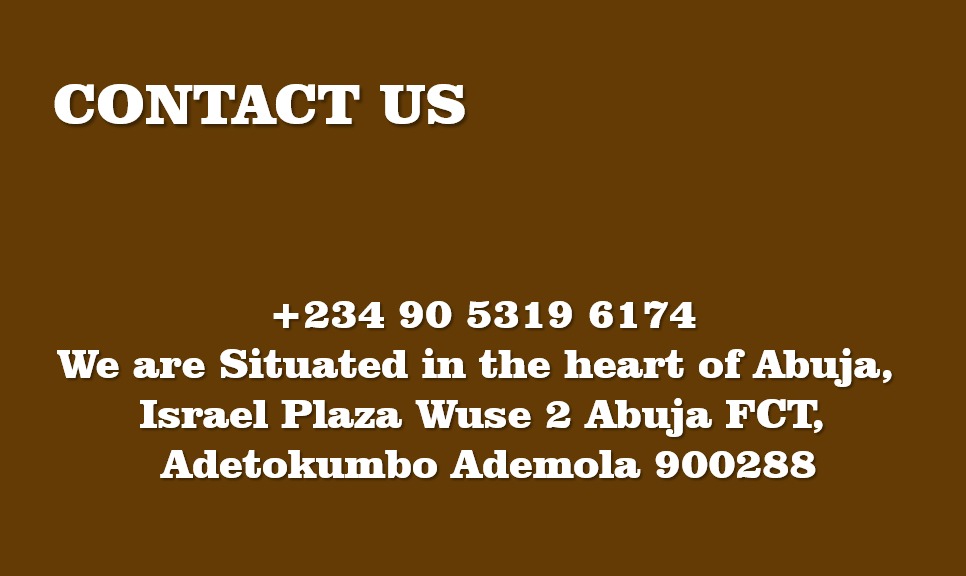 CONTACT US
+234 90 5319 6174
We are Situated in the heart of Abuja,
Israel Plaza Wuse 2 Abuja FCT,
Adetokumbo Ademola 900288